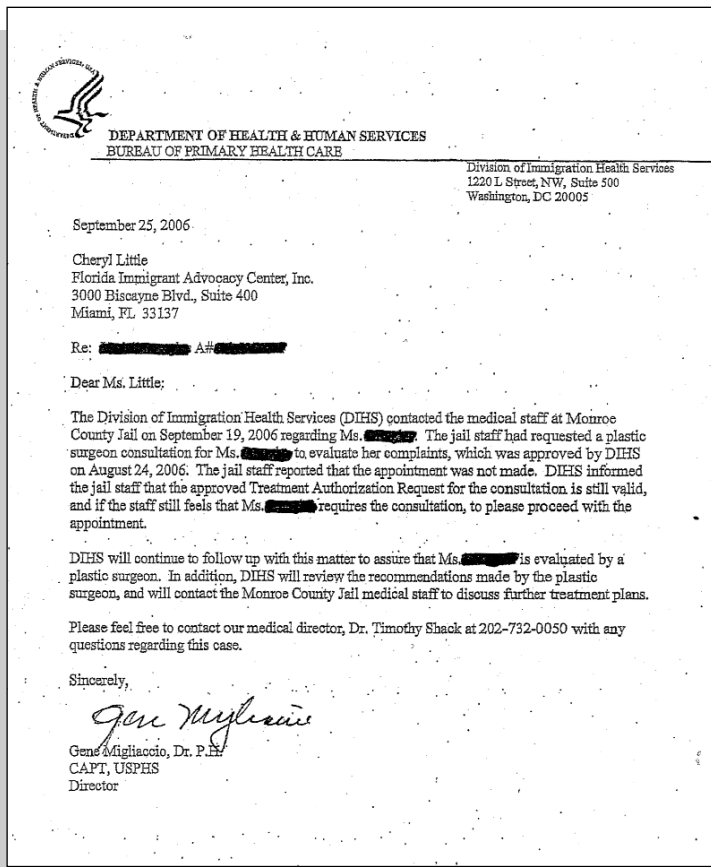 DEPARTMENT OF HEALTH & HUMAN SERVICES
BUREAU OF PRIMARY HEALTH CARE
Division of Immigration Health Services
1220 L Street, NW, Suite 500
Washington, DC 20005
September 25, 2006
Cheryl Little
Florida Immigrant Advocacy Center, Inc.
3000 Biscayne Blvd., Suite 400
Miami, FL 33137
Re: A#
Dear Ms. Little:
The Division of Immigration Health Services (DIHS) contacted the medical staff at Monroe
County Jail on September 19, 2006 regarding Ms. The jail staff had requested a plastic
surgeon consultation for Ms. to evaluate her complaints, which was approved by DIHS
on August 24, 2006. The jail staff reported that the appointment was not made. DIHS informed
the jail staff that the approved Treatment Authorization Request for the consultation is still valid,
and if the staff still feels that Ms. requires the consultation, to please proceed with the
appointment.
DIHS will continue to follow up with this matter to assure that Ms. is evaluated by a
plastic surgeon. In addition, DIHS will review the recommendations made by the plastic
surgeon, and will contact the Monroe County Jail medical staff to discuss further treatment plans.
Please feel free to contact our medical director, Dr. Timothy Shack at 202-732-0050 with any
questions regarding this case.
Sincerely,
Gene Migliaccio
Gene Migliaccio, Dr. P.H.
CAPT, USPHS
Director